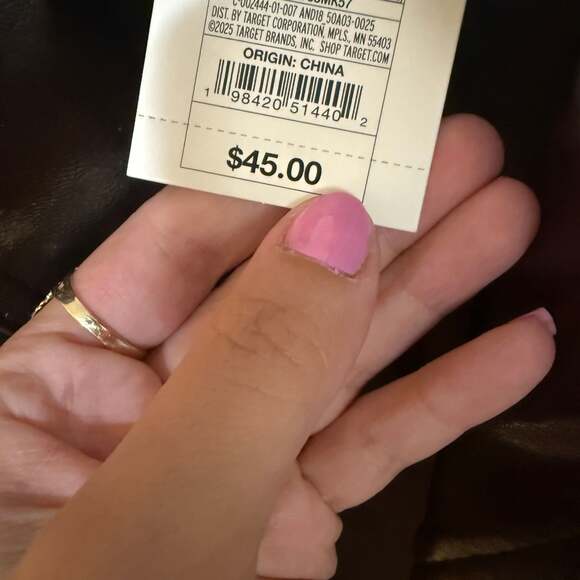 C-002444-01-007 AND18 50A03-0025
DIST. BY TARGET CORPORATION, MPLS, MN 55403
©2025 TARGET BRANDS, INC. SHOP TARGET.COM
ORIGIN: CHINA
1 98420 51440 2
$45.00